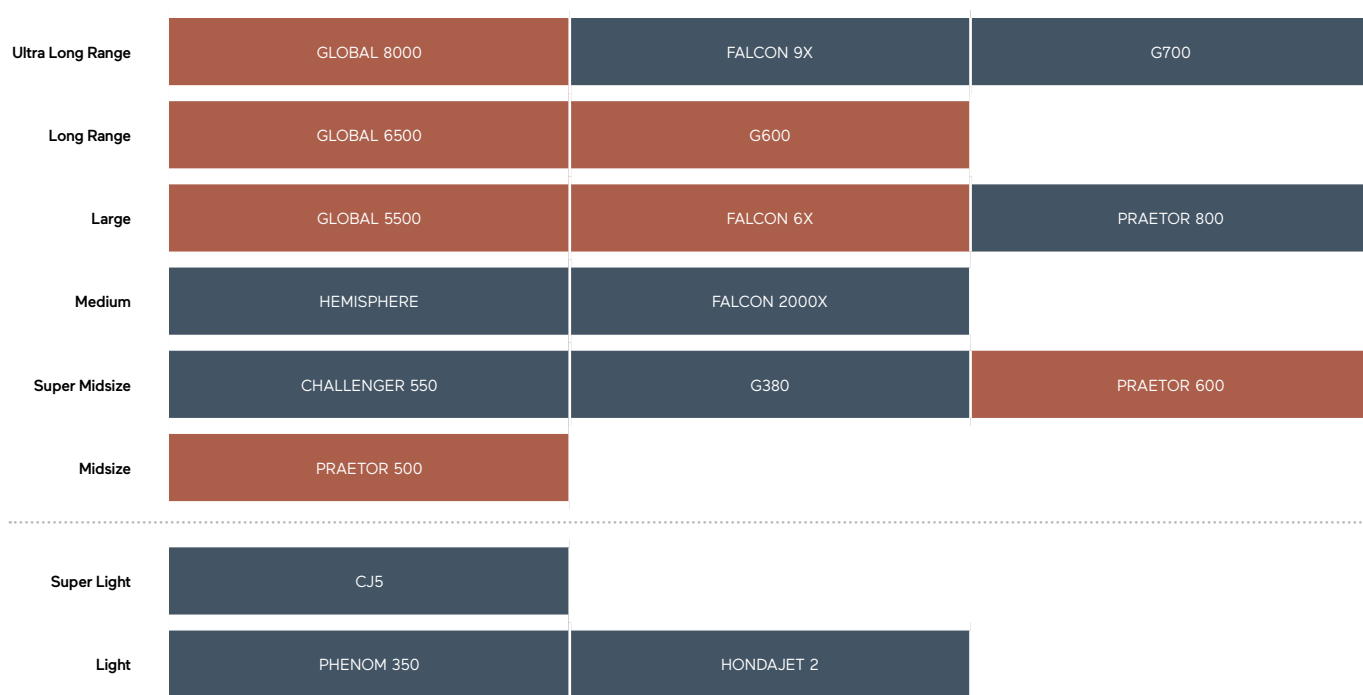 Ultra Long Range GLOBAL 8000 FALCON 9X G700
Long Range GLOBAL 6500 G600
Large GLOBAL 5500 FALCON 6X PRAETOR 800
Medium HEMISPHERE FALCON 2000X
Super Midsize CHALLENGER 550 G380 PRAETOR 600
Midsize PRAETOR 500
Super Light CJ5
Light PHENOM 350 HONDAJET 2